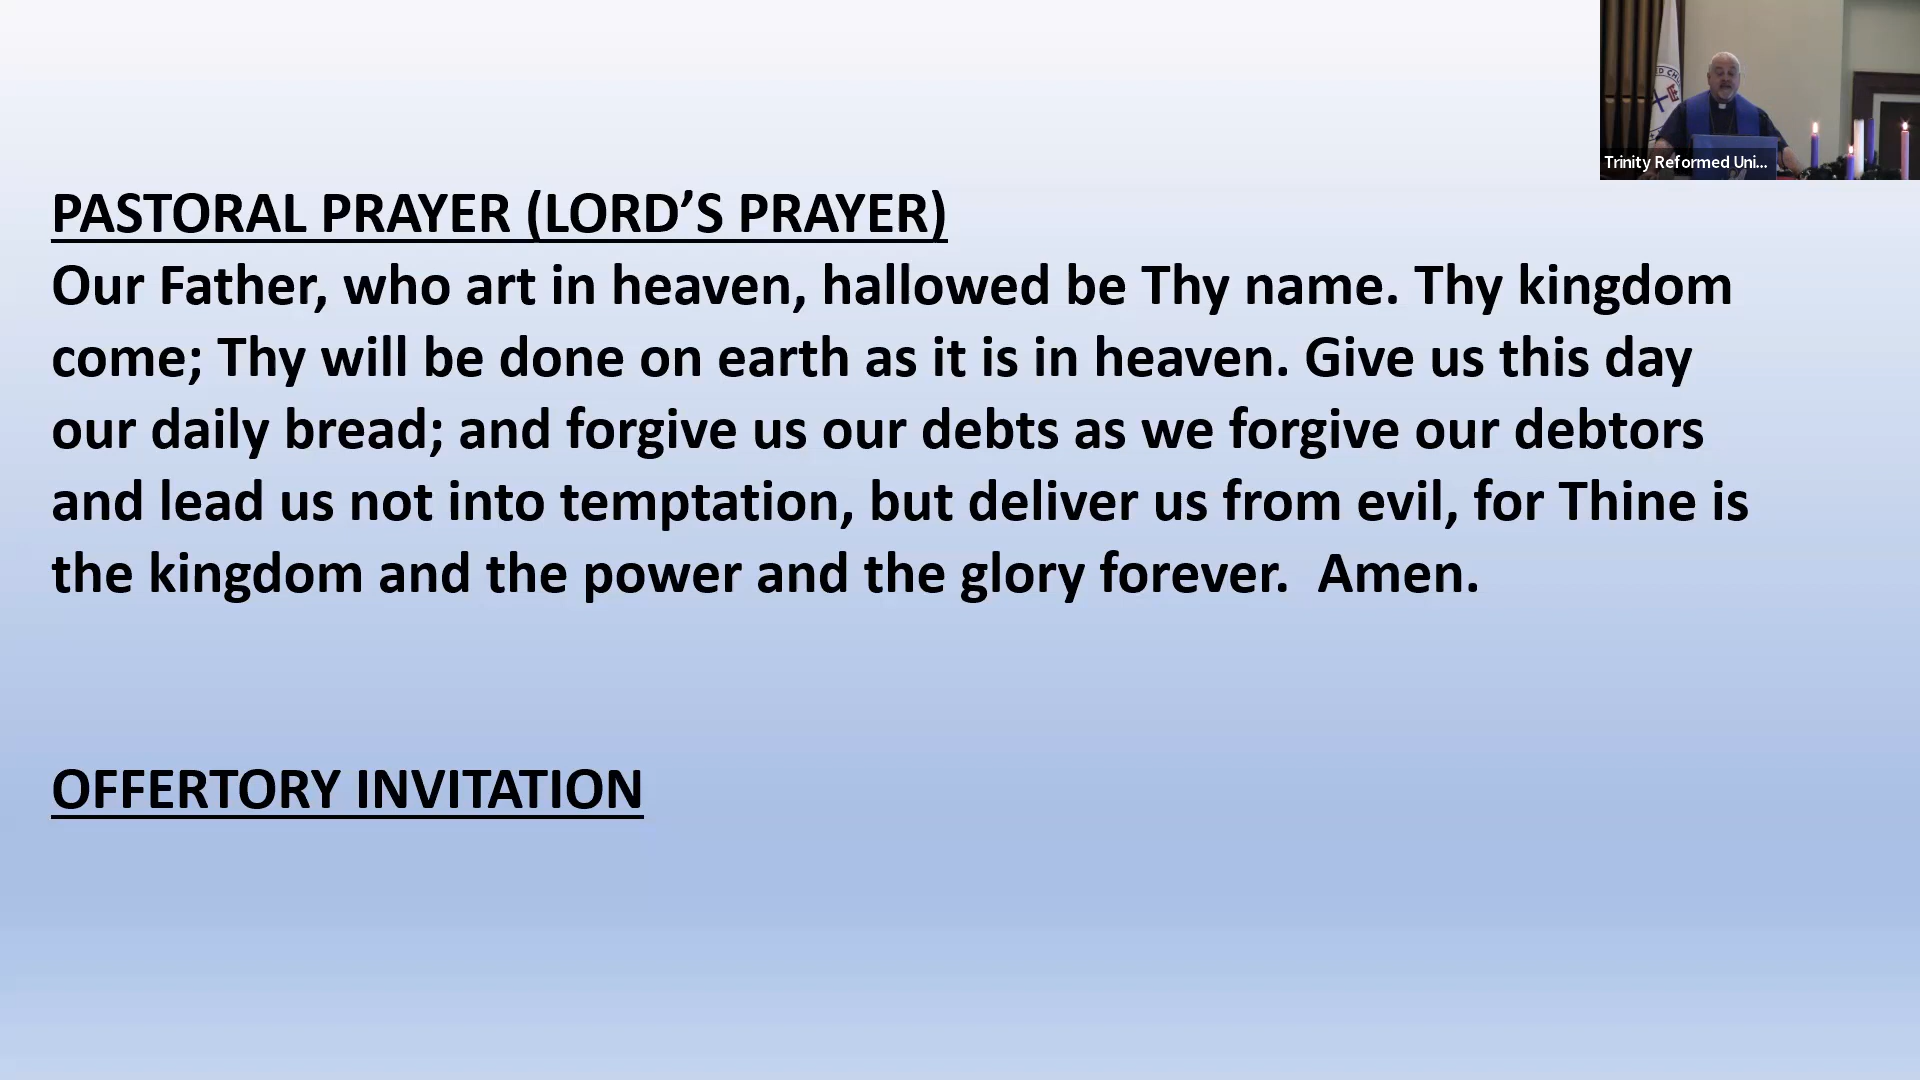 Trinity Reformed Uni...
PASTORAL PRAYER (LORD’S PRAYER)
Our Father, who art in heaven, hallowed be Thy name. Thy kingdom
come; Thy will be done on earth as it is in heaven. Give us this day
our daily bread; and forgive us our debts as we forgive our debtors
and lead us not into temptation, but deliver us from evil, for Thine is
the kingdom and the power and the glory forever.  Amen.
OFFERTORY INVITATION